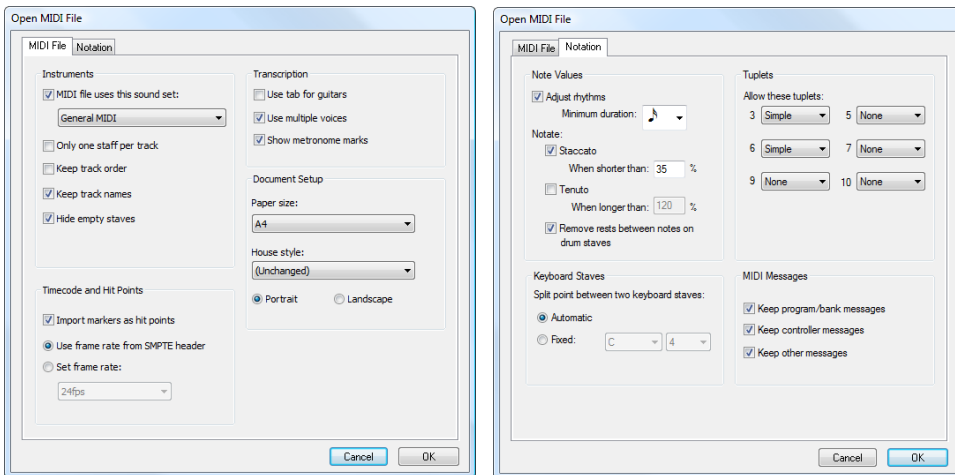 Open MIDI File
MIDI File Notation
Instruments
MIDI file uses this sound set:
General MIDI
Only one staff per track
Keep track order
Keep track names
Hide empty staves
Timecode and Hit Points
Import markers as hit points
Use frame rate from SMPTE header
Set frame rate:
24fps
Transcription
Use tab for guitars
Use multiple voices
Show metronome marks
Document Setup
Paper size:
A4
House style:
(Unchanged)
Portrait Landscape
Cancel OK
Open MIDI File
MIDI File Notation
Note Values
Adjust rhythms
Minimum duration:
Notate:
Staccato
When shorter than: 35 %
Tenuto
When longer than: 120 %
Remove rests between notes on
drum staves
Tuplets
Allow these tuplets:
3 Simple 5 None
6 Simple 7 None
9 None 10 None
Keyboard Staves
Split point between two keyboard staves:
Automatic
Fixed: C 4
MIDI Messages
Keep program/bank messages
Keep controller messages
Keep other messages
Cancel OK